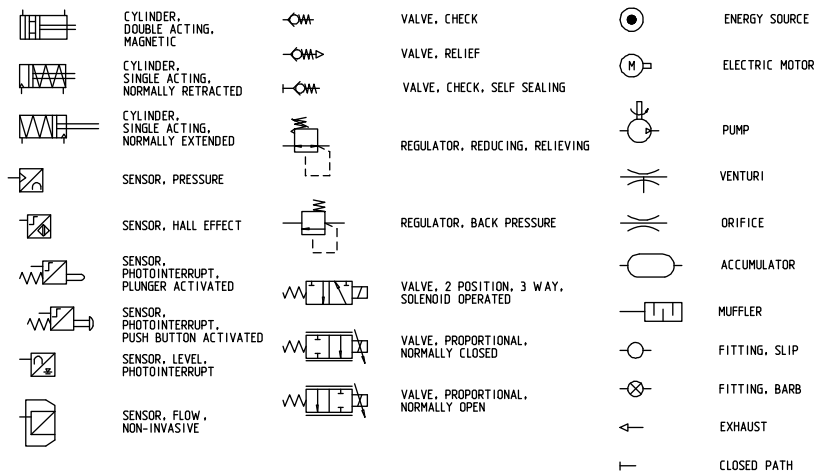 CYLINDER,
DOUBLE ACTING,
MAGNETIC
CYLINDER,
SINGLE ACTING,
NORMALLY RETRACTED
CYLINDER,
SINGLE ACTING,
NORMALLY EXTENDED
SENSOR, PRESSURE
SENSOR, HALL EFFECT
SENSOR,
PHOTOINTERRUPT,
PLUNGER ACTIVATED
SENSOR,
PHOTOINTERRUPT,
PUSH BUTTON ACTIVATED
SENSOR, LEVEL,
PHOTOINTERRUPT
SENSOR, FLOW,
NON-INVASIVE
VALVE, CHECK
VALVE, RELIEF
VALVE, CHECK, SELF SEALING
REGULATOR, REDUCING, RELIEVING
REGULATOR, BACK PRESSURE
VALVE, 2 POSITION, 3 WAY,
SOLENOID OPERATED
VALVE, PROPORTIONAL,
NORMALLY CLOSED
VALVE, PROPORTIONAL,
NORMALLY OPEN
ENERGY SOURCE
M
ELECTRIC MOTOR
PUMP
VENTURI
ORIFICE
ACCUMULATOR
MUFFLER
FITTING, SLIP
FITTING, BARB
EXHAUST
CLOSED PATH